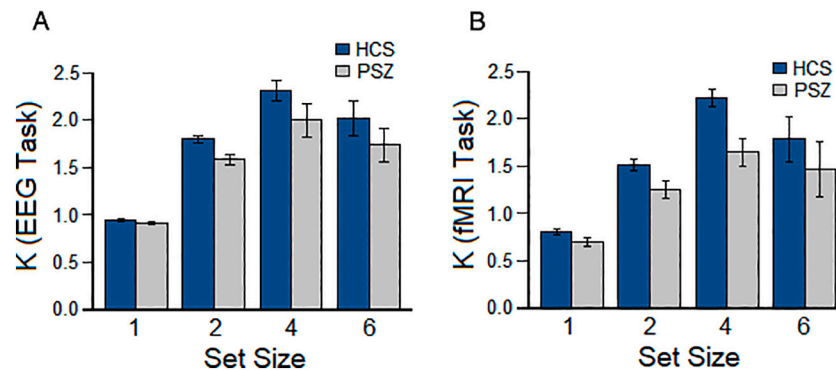 A
HCS
PSZ
2.5
2.0
1.5
1.0
0.5
0.0
K (EEG Task)
1 2 4 6
Set Size
B
HCS
PSZ
2.5
2.0
1.5
1.0
0.5
0.0
K (fMRI Task)
1 2 4 6
Set Size